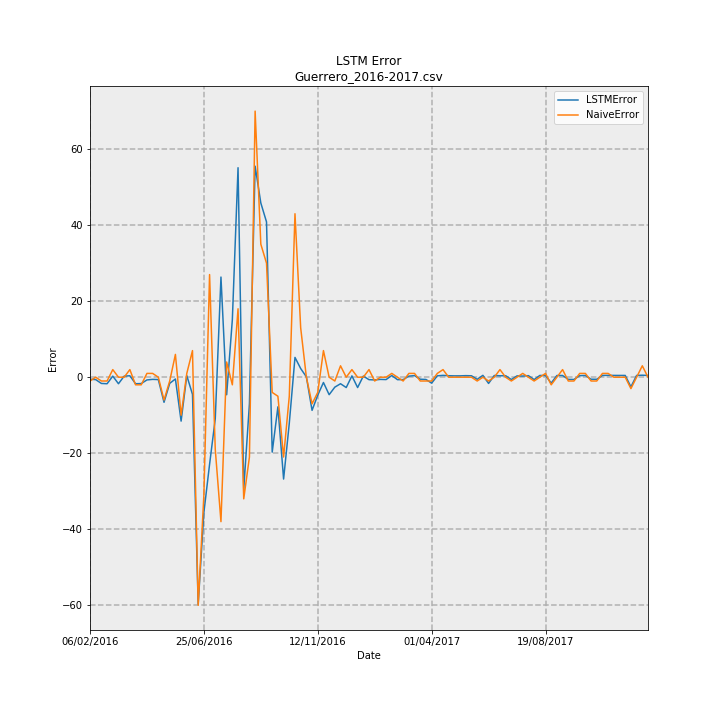 LSTM Error
Guerrero_2016-2017.csv
LSTMError
NaiveError
60
40
20
0
−20
−40
−60
Error
06/02/2016
25/06/2016
12/11/2016
01/04/2017
19/08/2017
Date